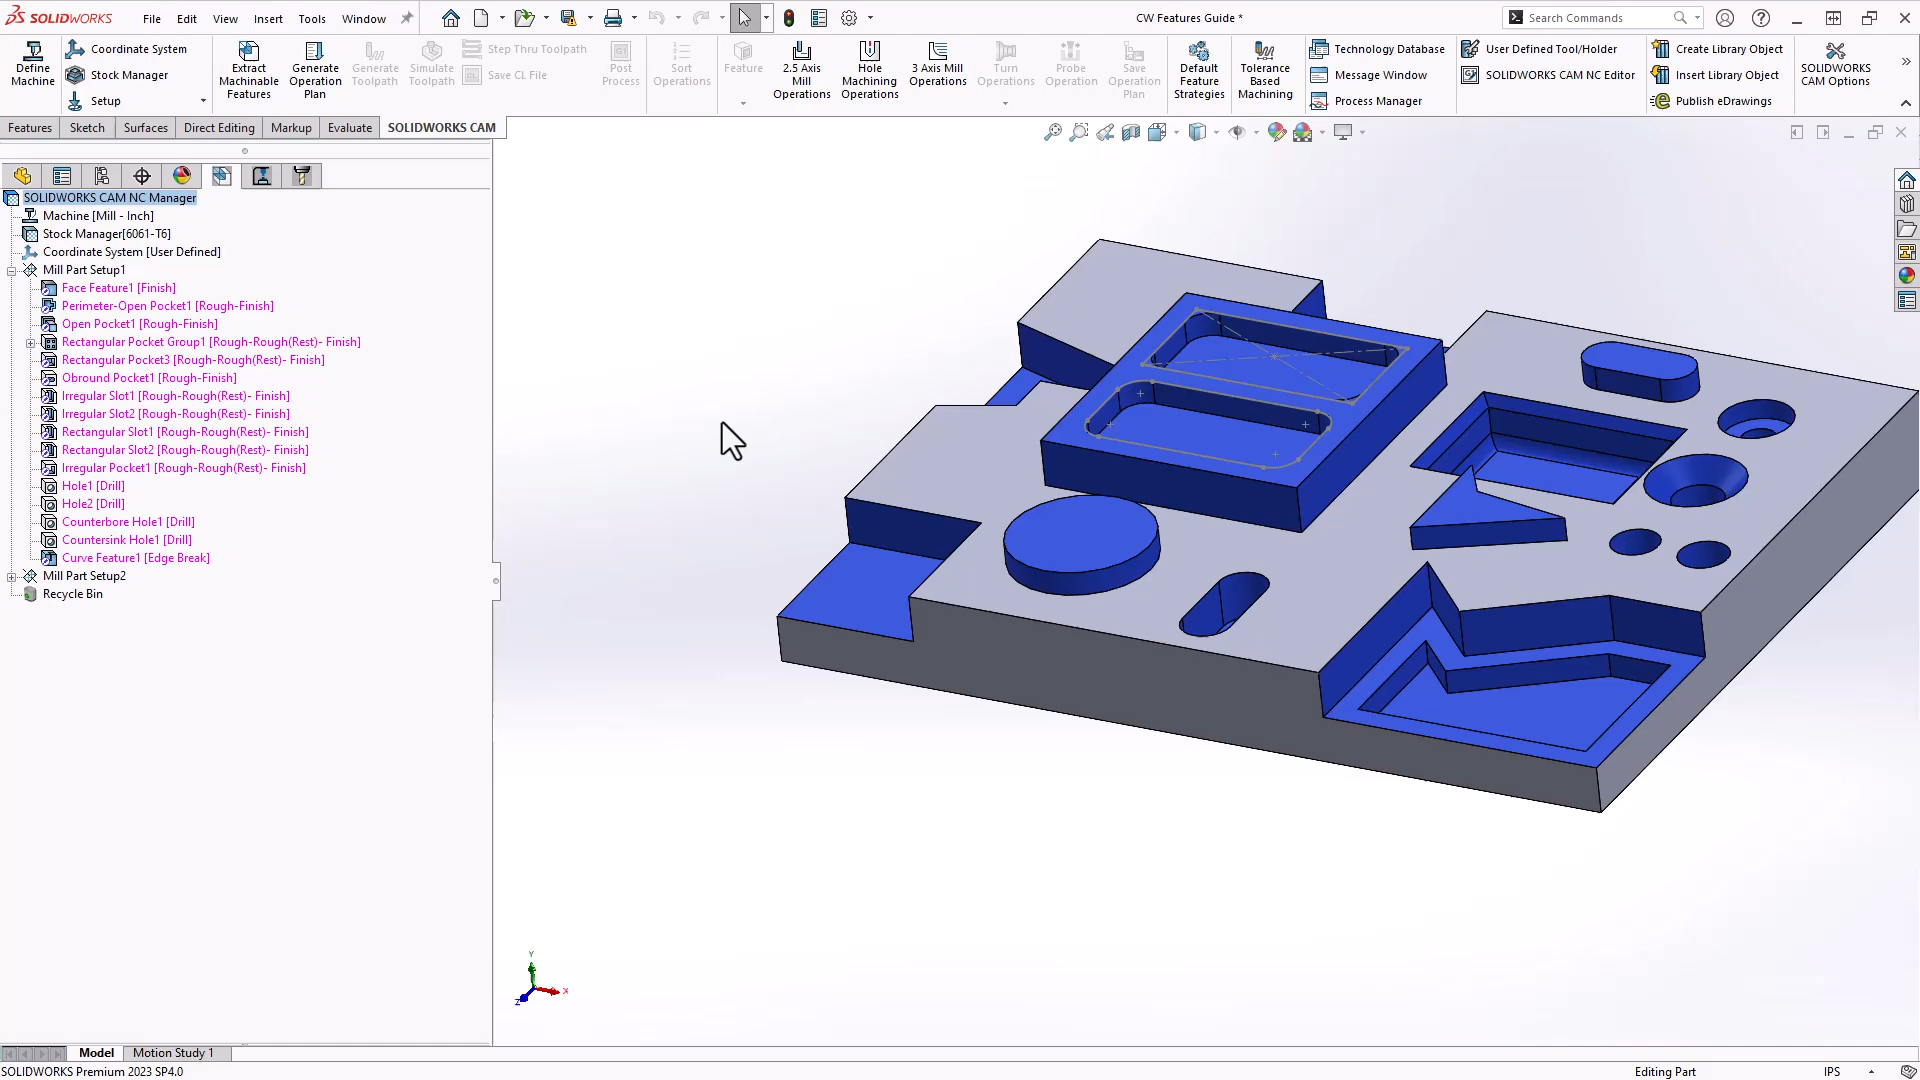 SOLIDWORKS
File
Edit
View
Insert
Tools
Window
CW Features Guide *
Search Commands
Define Machine
Coordinate System
Stock Manager
Setup
Extract Machinable Features
Generate Operation Plan
Generate Toolpath
Simulate Toolpath
Step Thru Toolpath
Save CL File
Post Process
Sort Operations
Feature
2.5 Axis Mill Operations
Hole Machining Operations
3 Axis Mill Operations
Turn Operations
Probe Operations
Save Operation Plan
Default Feature Strategies
Tolerance Based Machining
Technology Database
Message Window
Process Manager
User Defined Tool/Holder
SOLIDWORKS CAM NC Editor
Create Library Object
Insert Library Object
Publish eDrawings
SOLIDWORKS CAM Options
Features
Sketch
Surfaces
Direct Editing
Markup
Evaluate
SOLIDWORKS CAM
SOLIDWORKS CAM NC Manager
Machine [Mill - Inch]
Stock Manager[6061-T6]
Coordinate System [User Defined]
Mill Part Setup1
Face Feature1 [Finish]
Perimeter-Open Pocket1 [Rough-Finish]
Open Pocket1 [Rough-Finish]
Rectangular Pocket Group1 [Rough-Rough(Rest)- Finish]
Rectangular Pocket3 [Rough-Rough(Rest)- Finish]
Obround Pocket1 [Rough-Finish]
Irregular Slot1 [Rough-Rough(Rest)- Finish]
Irregular Slot2 [Rough-Rough(Rest)- Finish]
Rectangular Slot1 [Rough-Rough(Rest)- Finish]
Rectangular Slot2 [Rough-Rough(Rest)- Finish]
Irregular Pocket1 [Rough-Rough(Rest)- Finish]
Hole1 [Drill]
Hole2 [Drill]
Counterbore Hole1 [Drill]
Countersink Hole1 [Drill]
Curve Feature1 [Edge Break]
Mill Part Setup2
Recycle Bin
Y
X
Z
Model
Motion Study 1
SOLIDWORKS Premium 2023 SP4.0
Editing Part
IPS